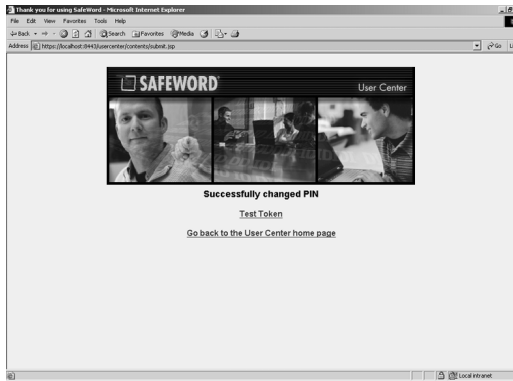 Thank you for using SafeWord - Microsoft Internet Explorer
File Edit View Favorites Tools Help
Back Search Favorites Media
Address https://localhost:8443/usercenter/contents/submit.jsp Go
SAFEWORD
User Center
Successfully changed PIN
Test Token
Go back to the User Center home page
Local intranet